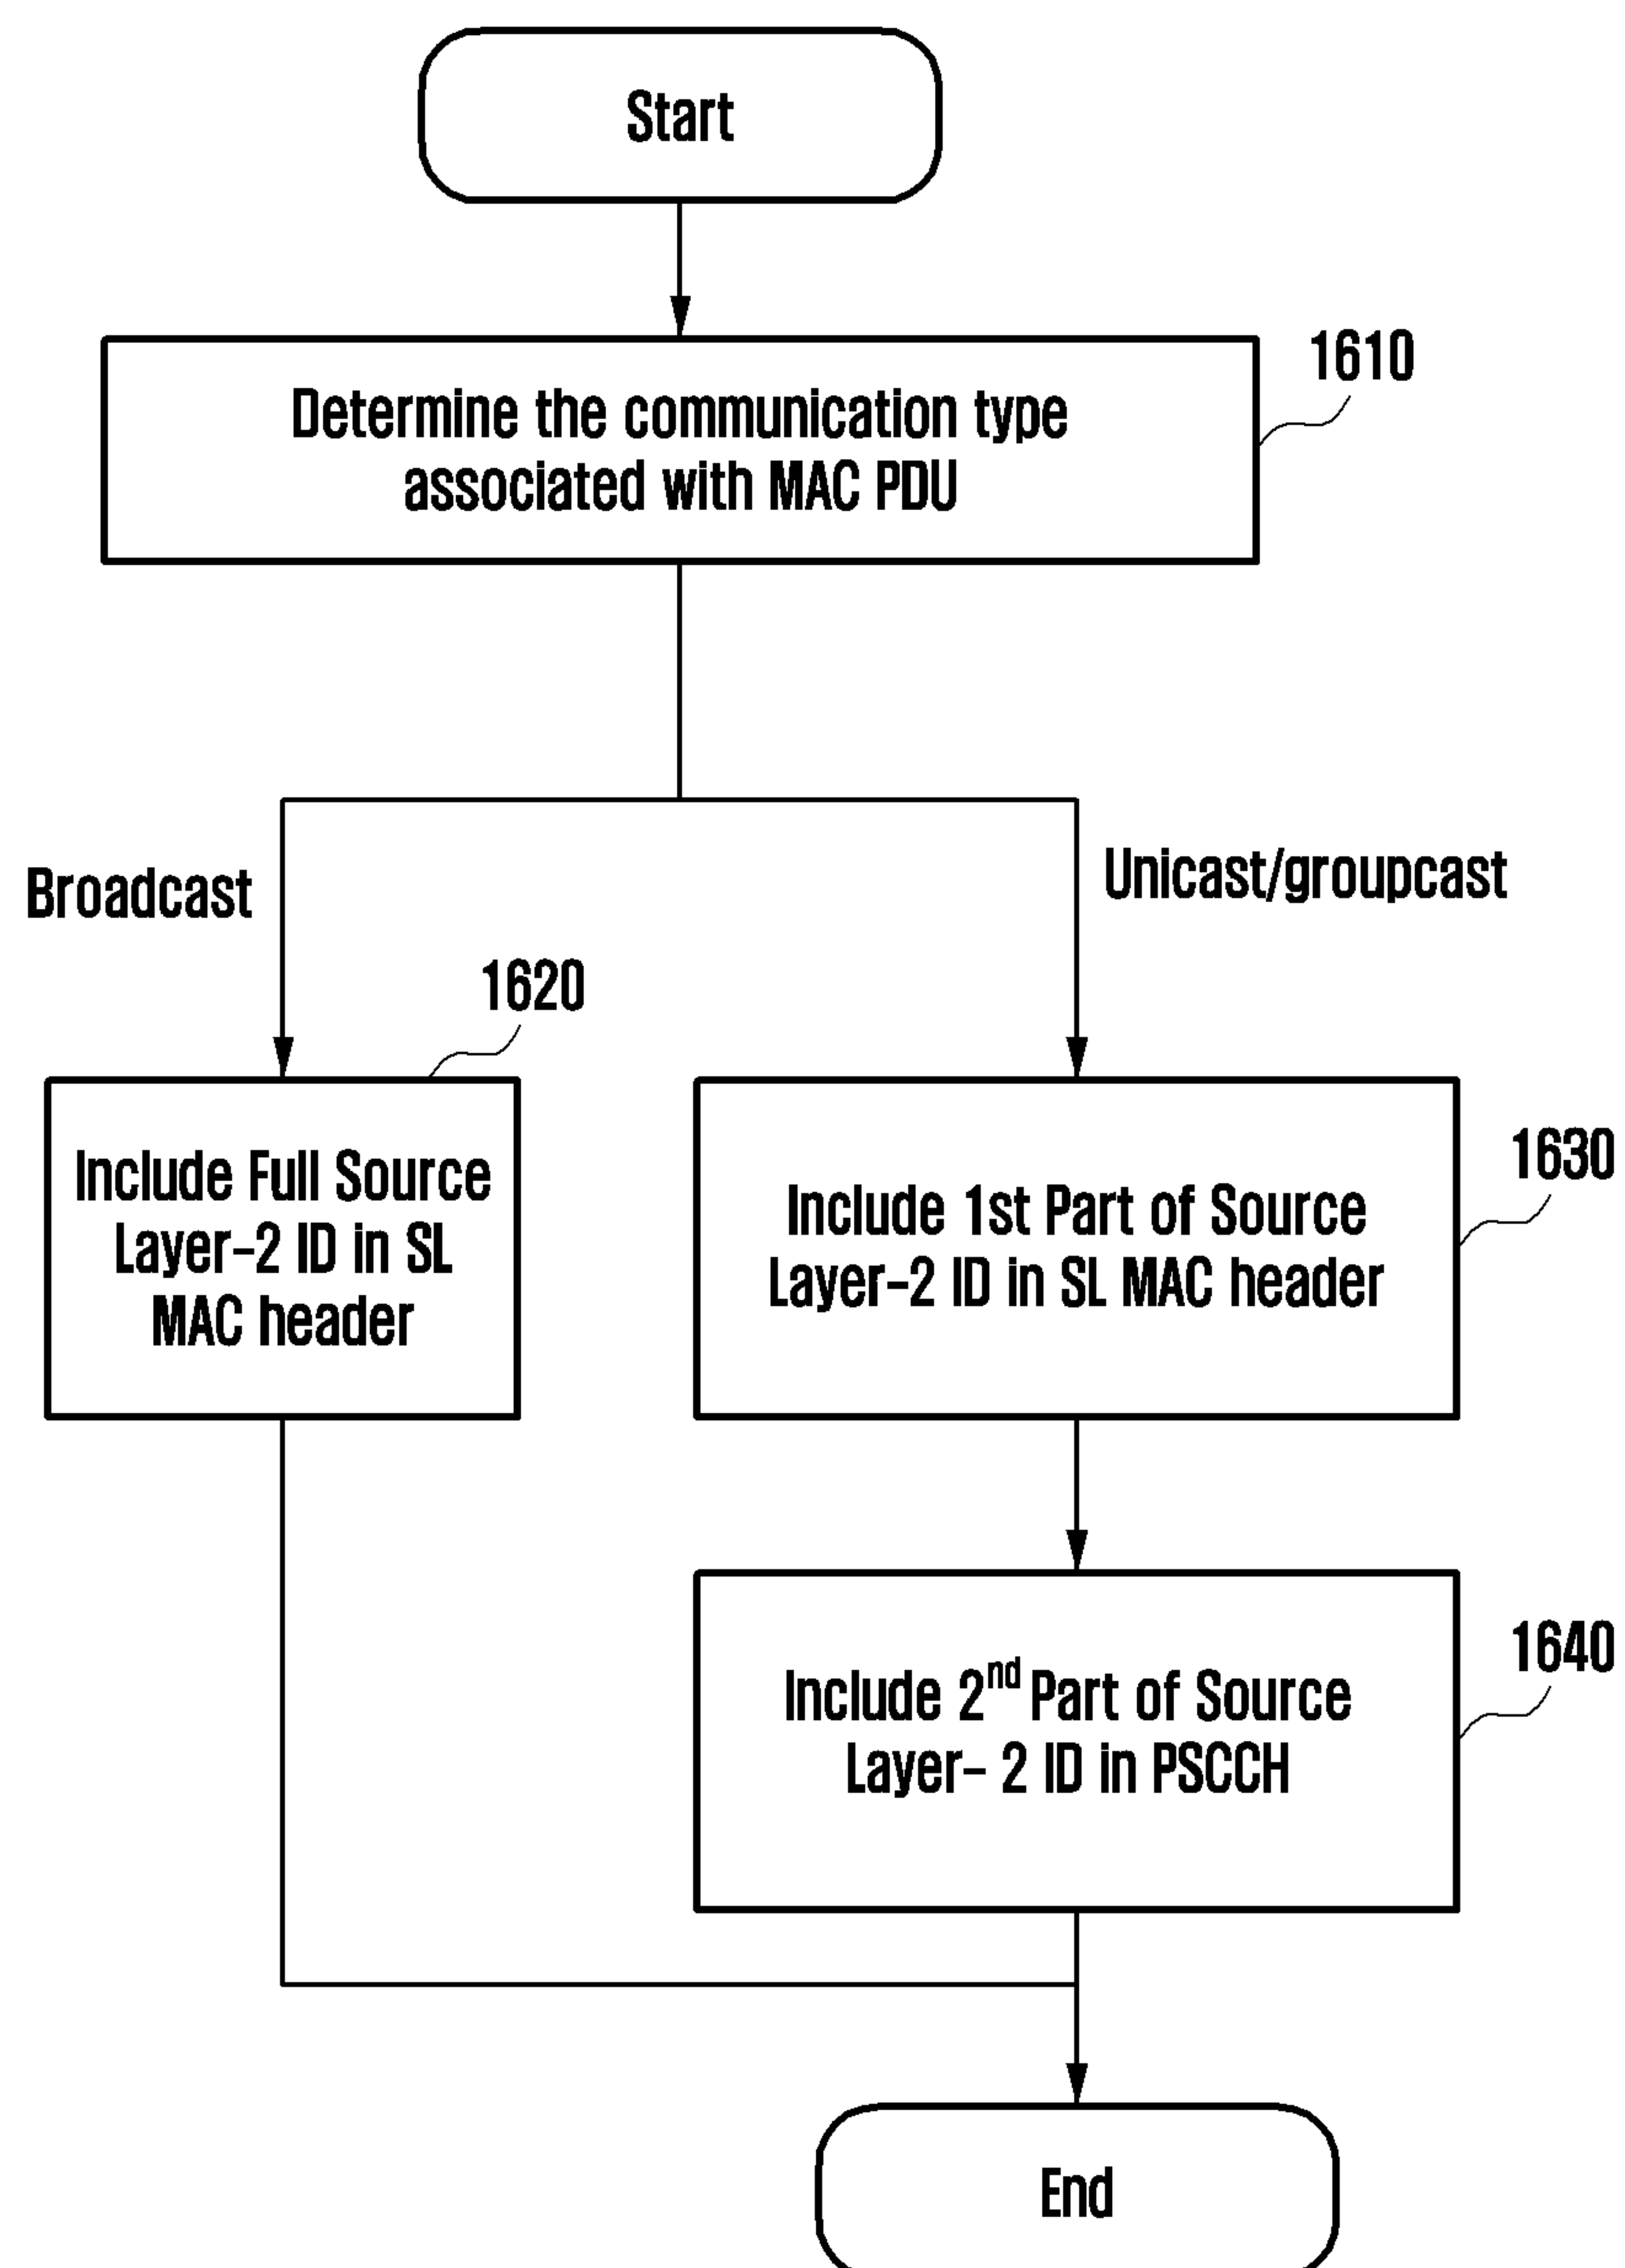 Start
1610
Determine the communication type
associated with MAC PDU
Broadcast
Unicast/groupcast
1620
Include Full Source
Layer-2 ID in SL
MAC header
1630
Include 1st Part of Source
Layer-2 ID in SL MAC header
1640
Include 2nd Part of Source
Layer- 2 ID in PSCCH
End